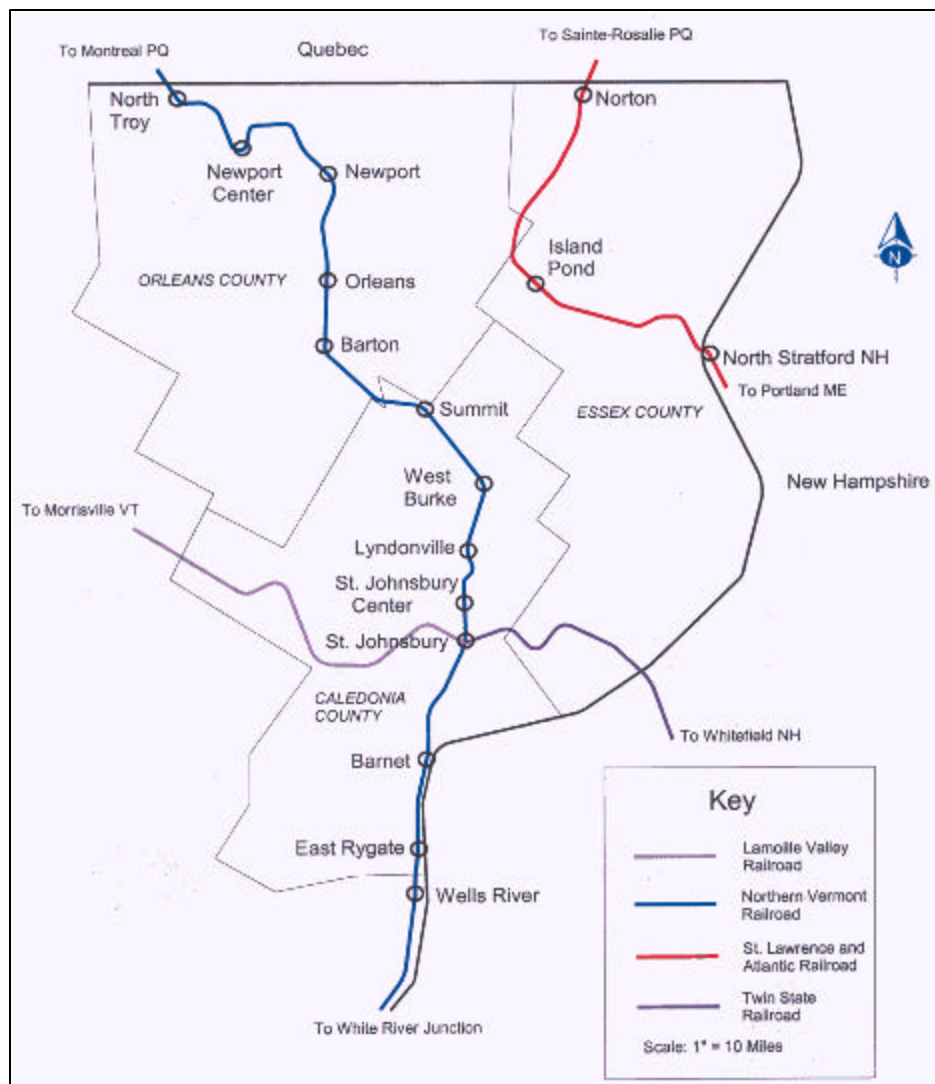 To Montreal PQ
Quebec
To Sainte-Rosalie PQ
North
Troy
Norton
Newport
Center
Newport
Island
Pond
N
ORLEANS COUNTY
Orleans
Barton
North Stratford NH
To Portland ME
Summit
ESSEX COUNTY
West
Burke
New Hampshire
To Morrisville VT
Lyndonville
St. Johnsbury
Center
St. Johnsbury
CALEDONIA
COUNTY
Barnet
To Whitefield NH
East Rygate
Wells River
To White River Junction
Key
Lamoille Valley
Railroad
Northern Vermont
Railroad
St. Lawrence and
Atlantic Railroad
Twin State
Railroad
Scale: 1" = 10 Miles